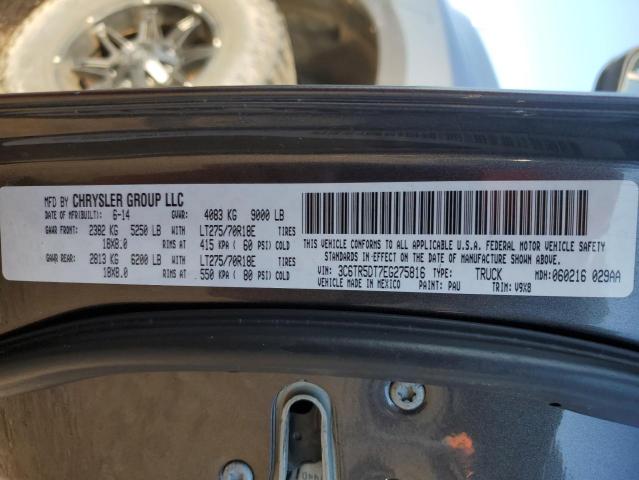 MFD BY CHRYSLER GROUP LLC
DATE OF MFR(BUILT): 6-14 GVWR: 4083 KG 9000 LB
GAWR FRONT: 2382 KG 5250 LB WITH LT275/70R18E TIRES
18X8.0 RIMS AT 415 KPA ( 60 PSI) COLD
GAWR REAR: 2813 KG 6200 LB WITH LT275/70R18E TIRES
18X8.0 RIMS AT 550 KPA ( 80 PSI) COLD
THIS VEHICLE CONFORMS TO ALL APPLICABLE
U.S.A. FEDERAL MOTOR VEHICLE SAFETY
STANDARDS IN EFFECT ON THE DATE OF
MANUFACTURE SHOWN ABOVE.
VIN: 3C6TR5DT7EG275816 TYPE: TRUCK MDH: 060216 029AA
VEHICLE MADE IN MEXICO PAINT: PAU TRIM: V9X8